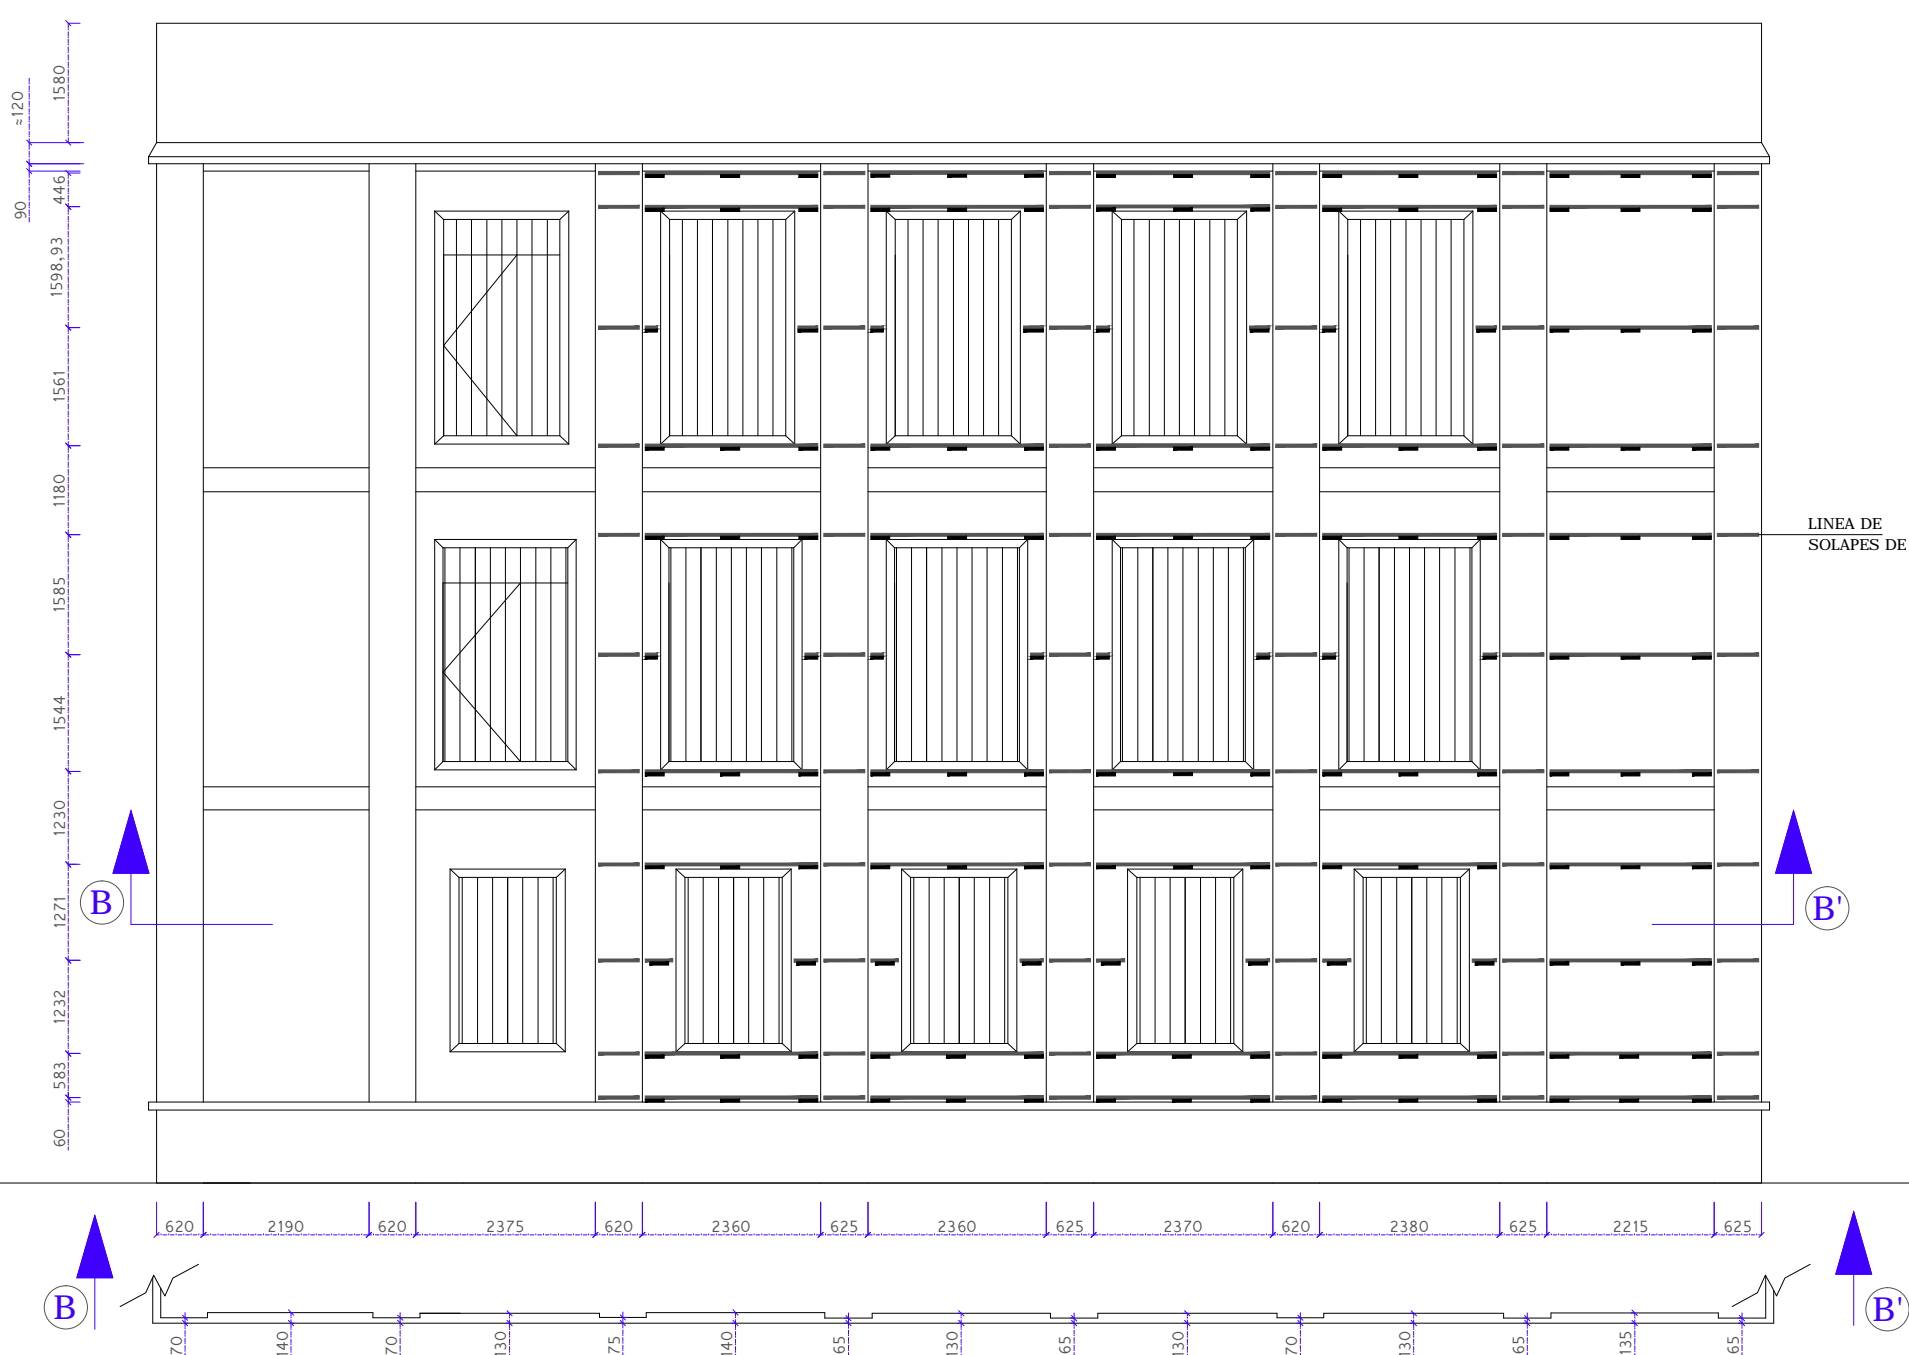 1580
≈120
90
446
1598,93
1561
1180
LINEA DE
SOLAPES DE
1585
1544
1230
B
B'
1271
1232
583
60
620 2190 620 2375 620 2360 625 2360 625 2370 620 2380 625 2215 625
B
B'
70 140 70 130 75 140 65 130 65 130 70 130 65 135 65